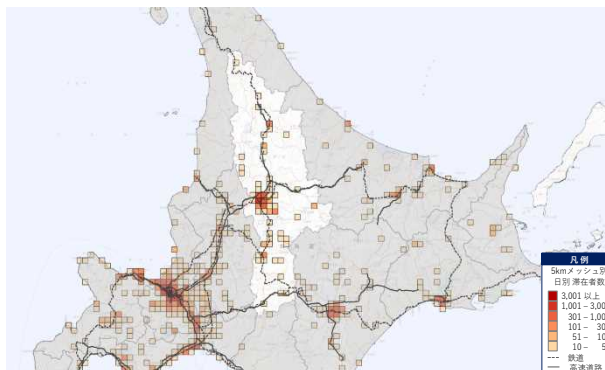 凡例
5kmメッシュ別
日別 滞在者数
3,001 以上
1,001 – 3,00
301 – 1,00
101 – 30
51 – 10
10 – 5
鉄道
高速道路